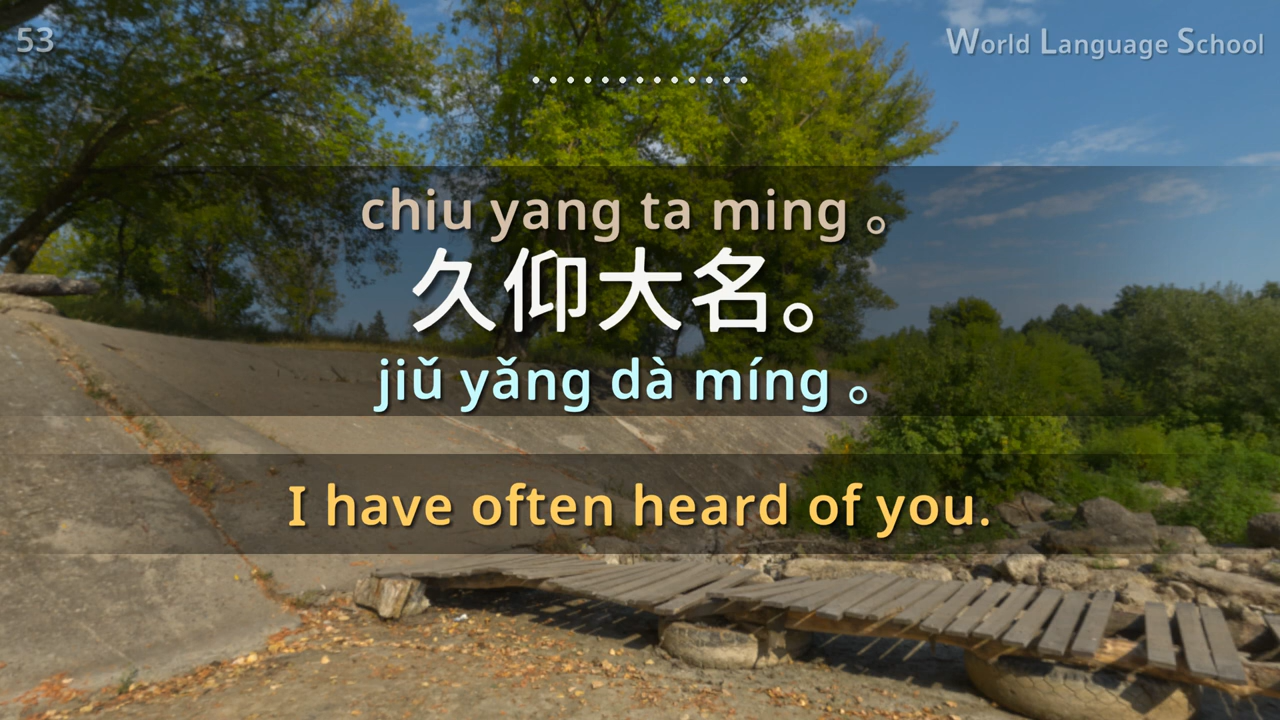 53
World Language School
chiu yang ta ming 。
久仰大名。
jiǔ yǎng dà míng 。
I have often heard of you.